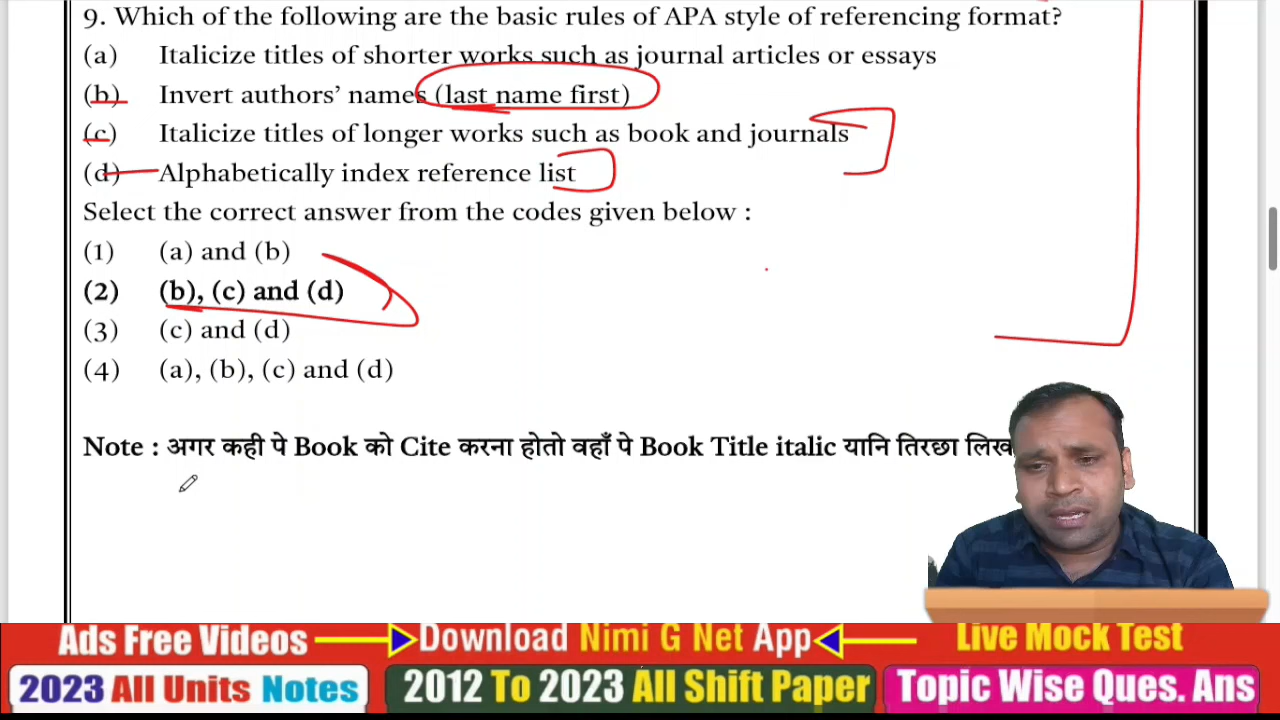 9. Which of the following are the basic rules of APA style of referencing format?
(a) Italicize titles of shorter works such as journal articles or essays
(b) Invert authors' names (last name first)
(c) Italicize titles of longer works such as book and journals
(d) Alphabetically index reference list
Select the correct answer from the codes given below :
(1) (a) and (b)
(2) (b), (c) and (d)
(3) (c) and (d)
(4) (a), (b), (c) and (d)
Note : अगर कही पे Book को Cite करना होतो वहाँ पे Book Title italic यानि तिरछा
Ads Free Videos Download Nimi G Net App Live Mock Test
2023 All Units Notes 2012 To 2023 All Shift Paper Topic Wise Ques. Ans